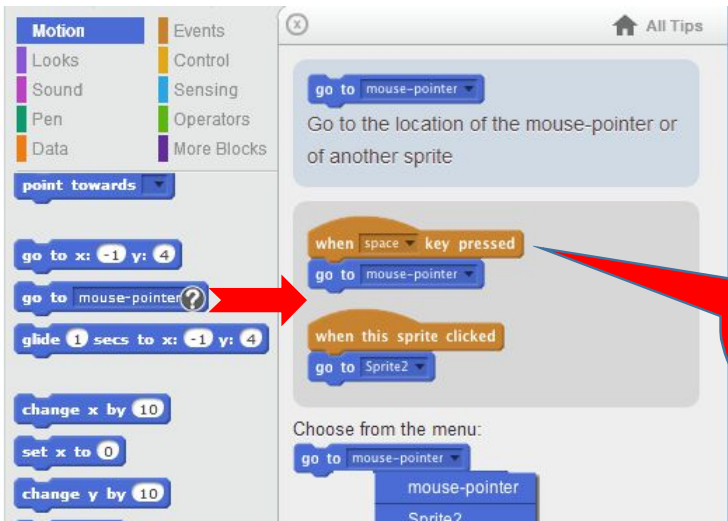 Motion
Events
Looks
Control
Sound
Sensing
Pen
Operators
Data
More Blocks
point towards
go to x: -1 y: 4
go to mouse-pointer ?
glide 1 secs to x: -1 y: 4
change x by 10
set x to 0
change y by 10
x
All Tips
go to mouse-pointer
Go to the location of the mouse-pointer or
of another sprite
when space key pressed
go to mouse-pointer
when this sprite clicked
go to Sprite2
Choose from the menu:
go to mouse-pointer
mouse-pointer
Sprite2